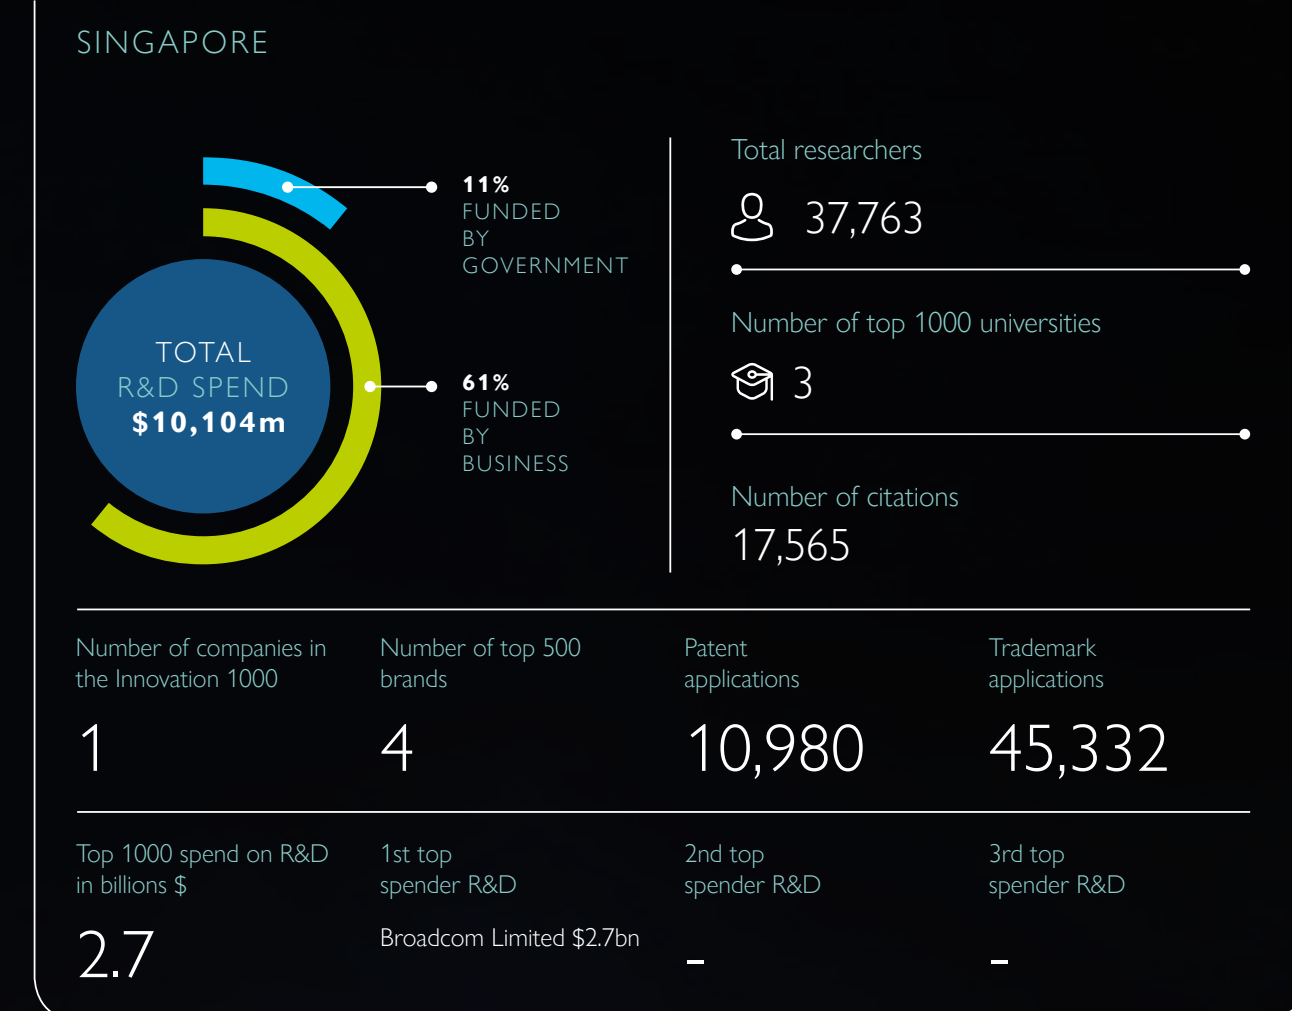 SINGAPORE
11%
FUNDED
BY
GOVERNMENT
TOTAL
R&D SPEND
$10,104m
61%
FUNDED
BY
BUSINESS
Total researchers
37,763
Number of top 1000 universities
3
Number of citations
17,565
Number of companies in
the Innovation 1000
1
Number of top 500
brands
4
Patent
applications
10,980
Trademark
applications
45,332
Top 1000 spend on R&D
in billions $
2.7
1st top
spender R&D
Broadcom Limited $2.7bn
2nd top
spender R&D
-
3rd top
spender R&D
-